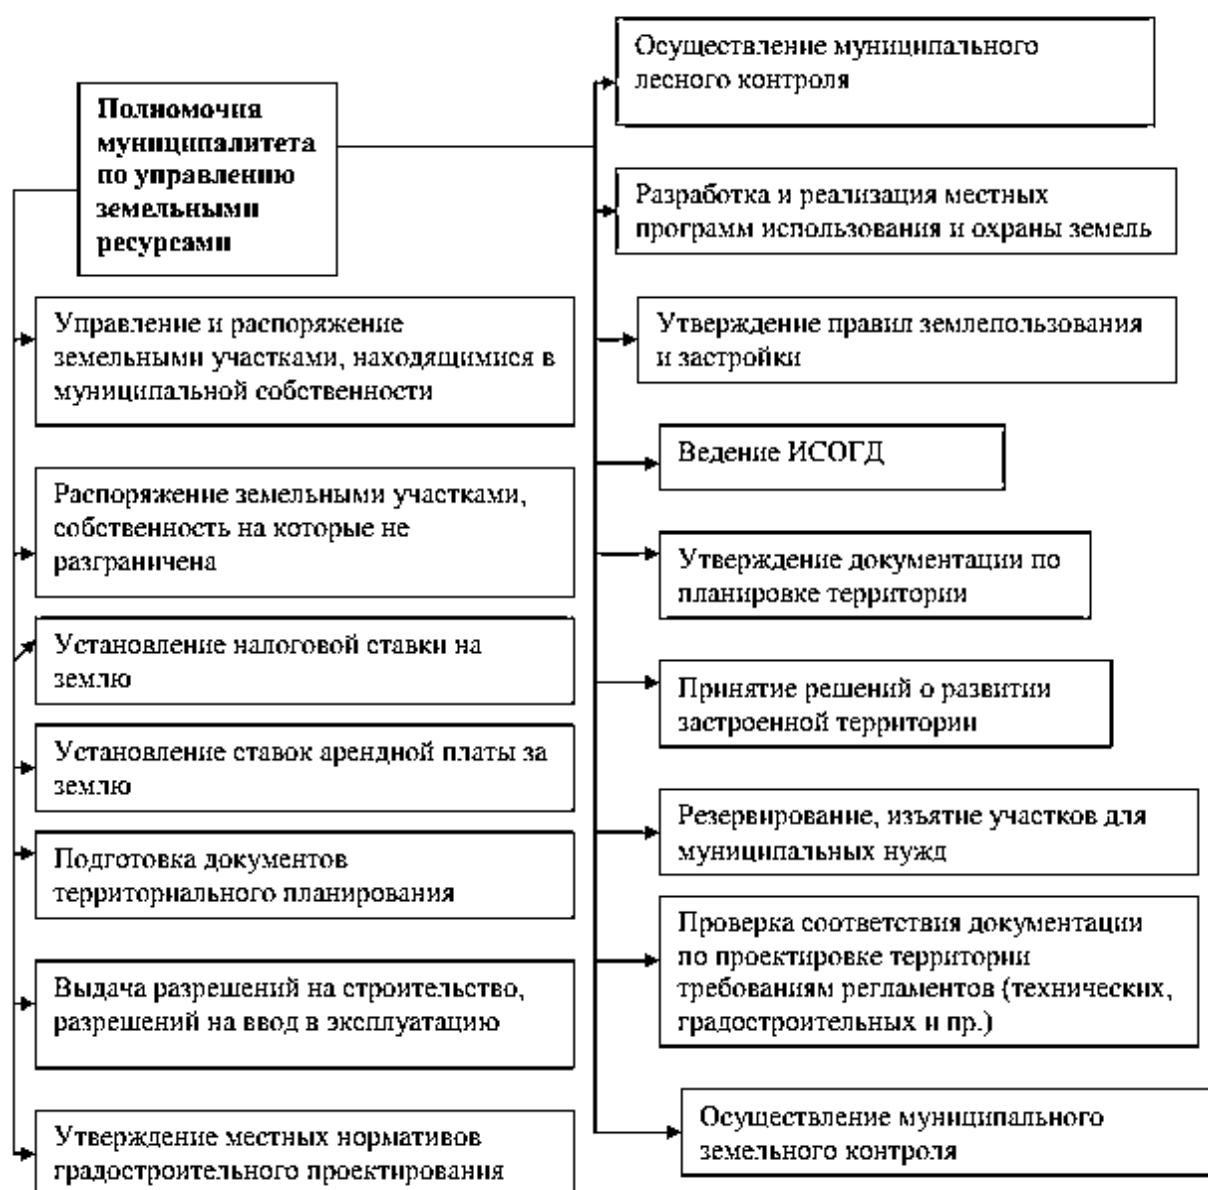 Полномочия
муниципалитета
по управлению
земельными
ресурсами
Управление и распоряжение
земельными участками, находящимися в
муниципальной собственности
Распоряжение земельными участками,
собственность на которые не
разграничена
Установление налоговой ставки на
землю
Установление ставок арендной платы за
землю
Подготовка документов
территориального планирования
Выдача разрешений на строительство,
разрешений на ввод в эксплуатацию
Утверждение местных нормативов
градостроительного проектирования
Осуществление муниципального
лесного контроля
Разработка и реализация местных
программ использования и охраны земель
Утверждение правил землепользования
и застройки
Ведение ИСОГД
Утверждение документации по
планировке территории
Принятие решений о развитии
застроенной территории
Резервирование, изъятие участков для
муниципальных нужд
Проверка соответствия документации
по проектировке территории
требованиям регламентов (технических,
градостроительных и пр.)
Осуществление муниципального
земельного контроля